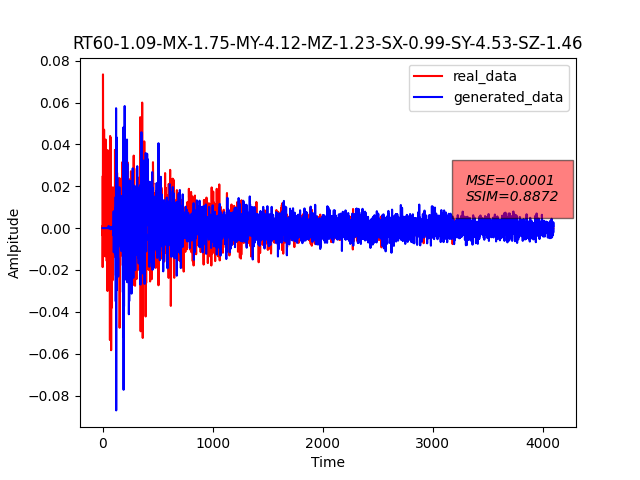 RT60-1.09-MX-1.75-MY-4.12-MZ-1.23-SX-0.99-SY-4.53-SZ-1.46
0.08
0.06
0.04
0.02
0.00
−0.02
−0.04
−0.06
−0.08
Amlpitude
real_data
generated_data
MSE=0.0001
SSIM=0.8872
0
1000
2000
3000
4000
Time